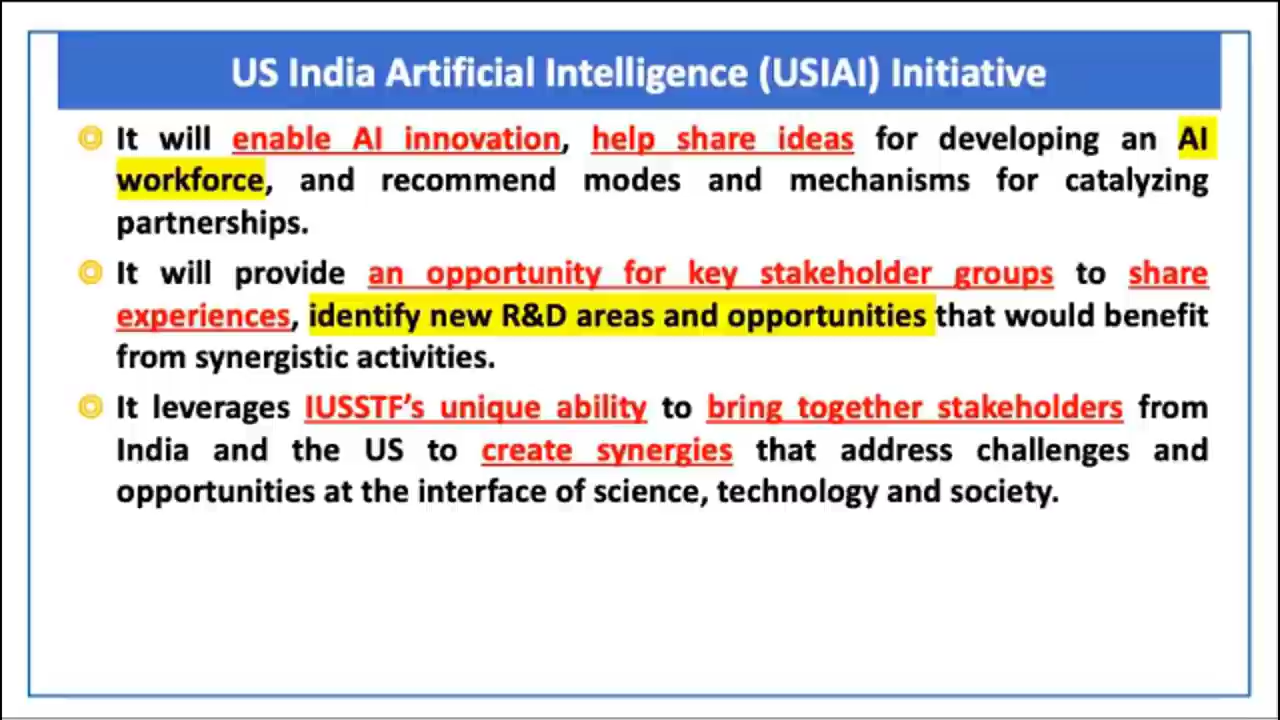 US India Artificial Intelligence (USIAI) Initiative
It will enable AI innovation, help share ideas for developing an AI
workforce, and recommend modes and mechanisms for catalyzing
partnerships.
It will provide an opportunity for key stakeholder groups to share
experiences, identify new R&D areas and opportunities that would benefit
from synergistic activities.
It leverages IUSSTF’s unique ability to bring together stakeholders from
India and the US to create synergies that address challenges and
opportunities at the interface of science, technology and society.